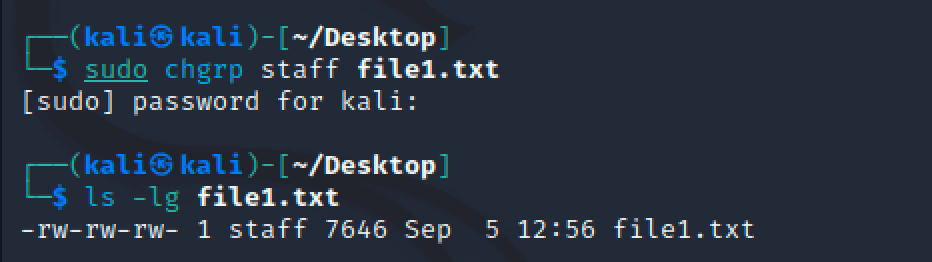 ┌──(kali㉿kali)-[~/Desktop]
└─$ sudo chgrp staff file1.txt
[sudo] password for kali:
┌──(kali㉿kali)-[~/Desktop]
└─$ ls -lg file1.txt
-rw-rw-rw- 1 staff 7646 Sep  5 12:56 file1.txt